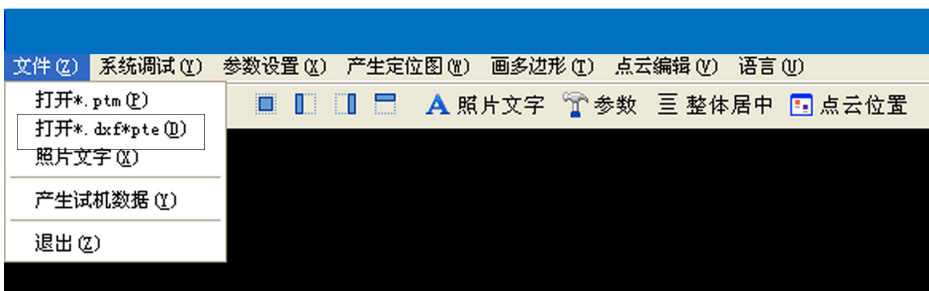 文件(Z) 系统调试(Y) 参数设置(X) 产生定位图(W) 画多边形(T) 点云编辑(V) 语言(U)
打开*.ptm(P)
A 照片文字 参数 整体居中 点云位置
打开*.dxf*pte(D)
照片文字(X)
产生试机数据(Y)
退出(Z)